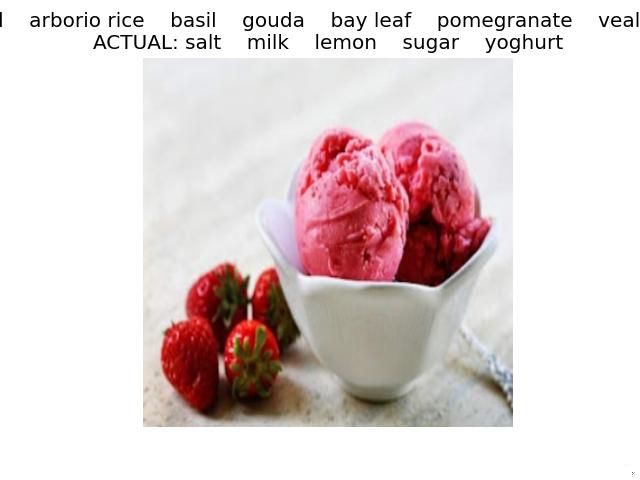 arborio rice basil gouda bay leaf pomegranate veal
ACTUAL: salt milk lemon sugar yoghurt